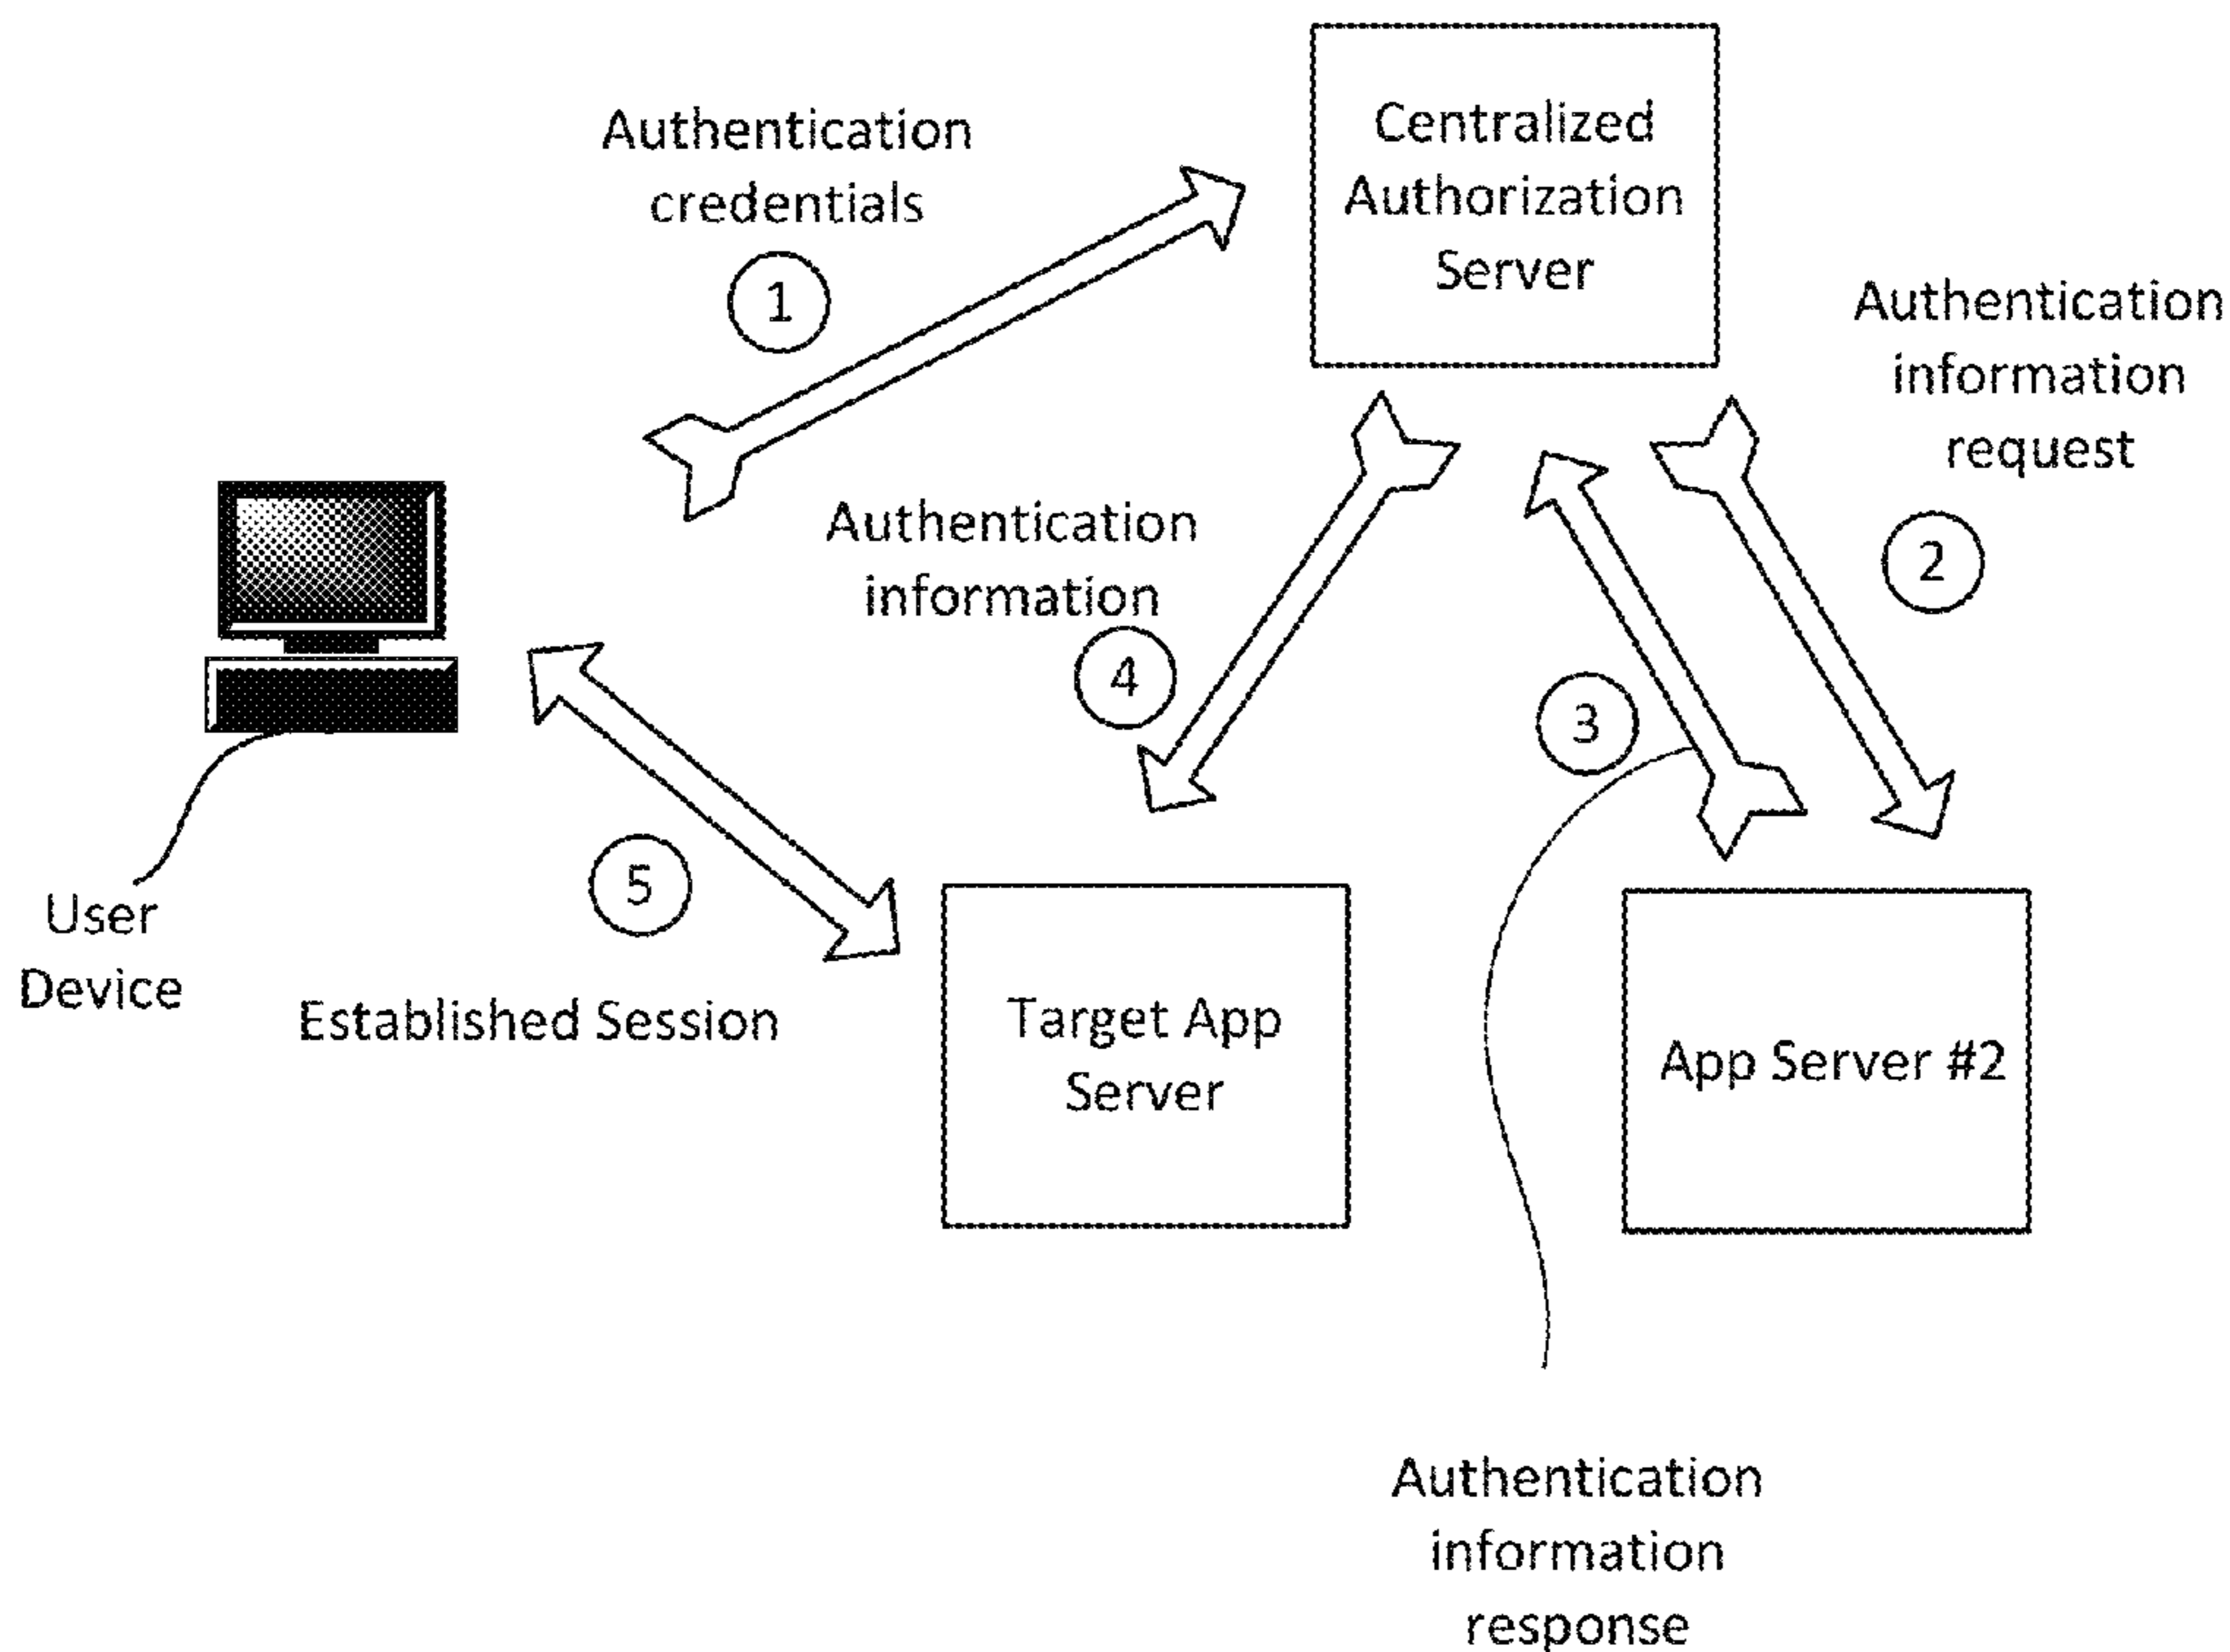 Centralized
Authorization
Server
Authentication
credentials
1
Authentication
information
request
2
Authentication
information
4
3
5
User
Device
Established Session
Target App
Server
App Server #2
Authentication
information
response